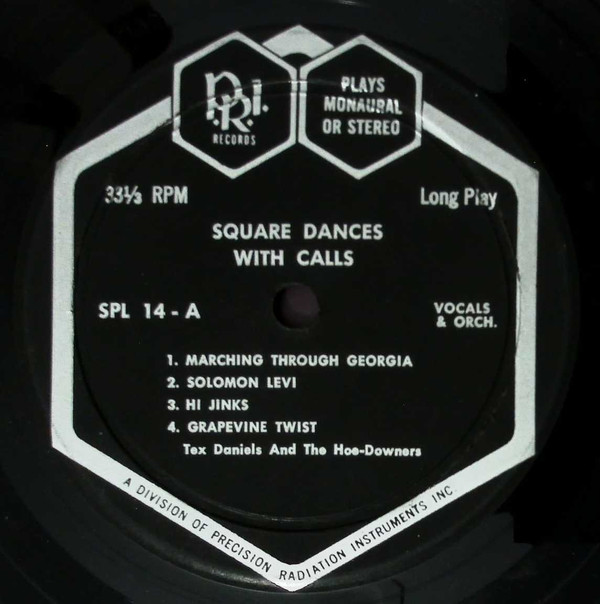 P.R.I.
RECORDS
PLAYS
MONAURAL
OR STEREO
33⅓ RPM
Long Play
SQUARE DANCES
WITH CALLS
SPL 14 - A
VOCALS
& ORCH.
1. MARCHING THROUGH GEORGIA
2. SOLOMON LEVI
3. HI JINKS
4. GRAPEVINE TWIST
Tex Daniels And The Hoe-Downers
A DIVISION OF PRECISION RADIATION INSTRUMENTS INC